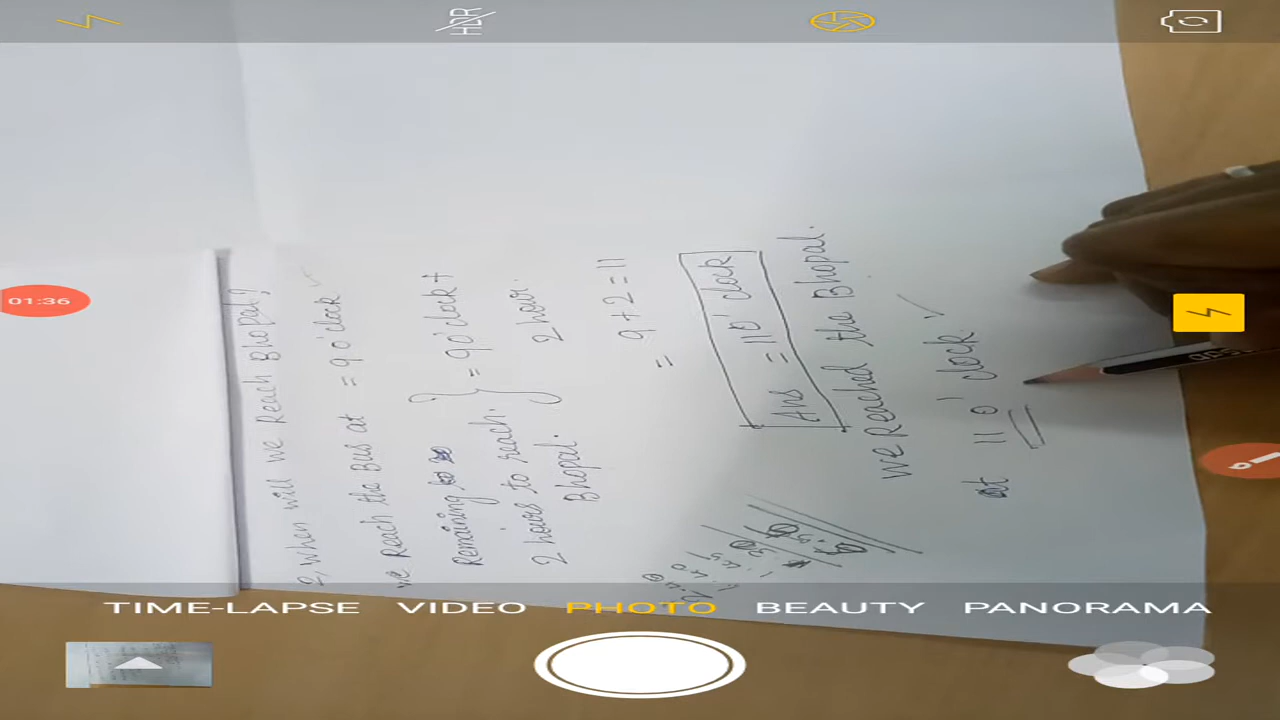 HDR
01:36
2, When will we Reach Bhopal?
we Reach the Bus at = 9 o'clock
Remaining
2 hours to reach. } = 9 o'clock +
Bhopal. 2 hour.
= 9 + 2 = 11
Ans = 11 o'clock
we Reached the Bhopal.
at 11 o'clock.
TIME-LAPSE VIDEO PHOTO BEAUTY PANORAMA